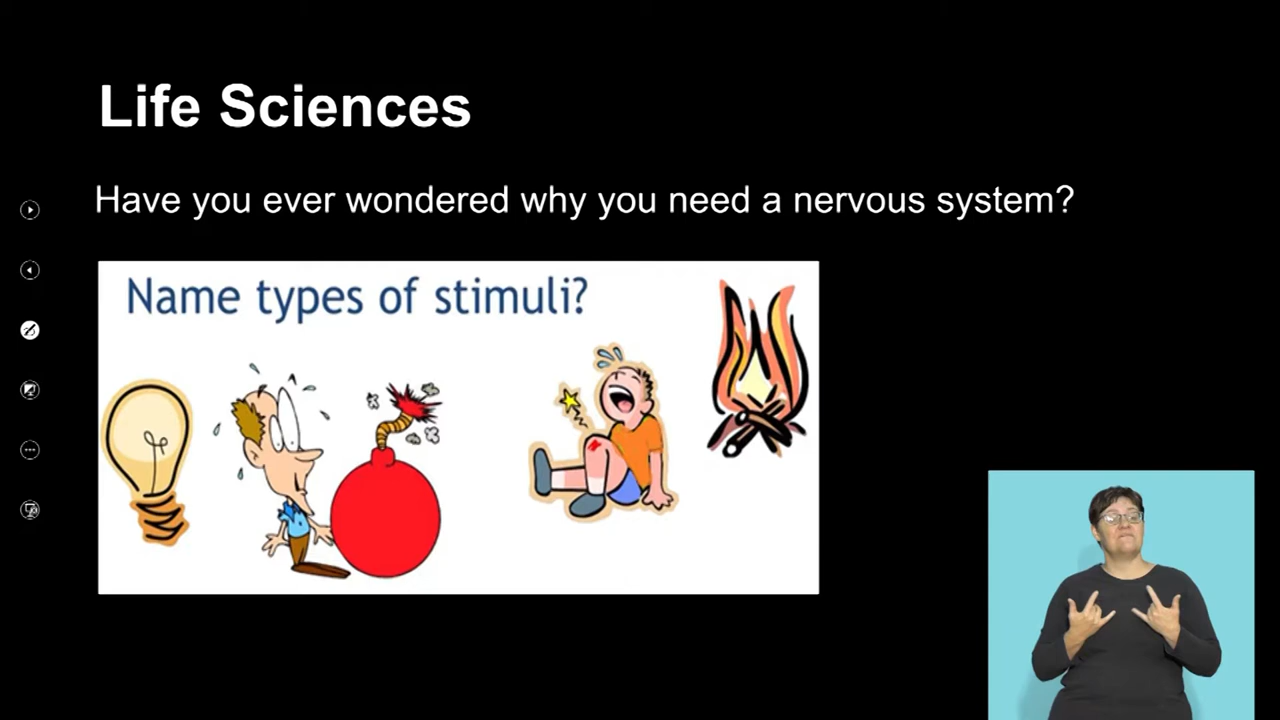 Life Sciences
Have you ever wondered why you need a nervous system?
Name types of stimuli?